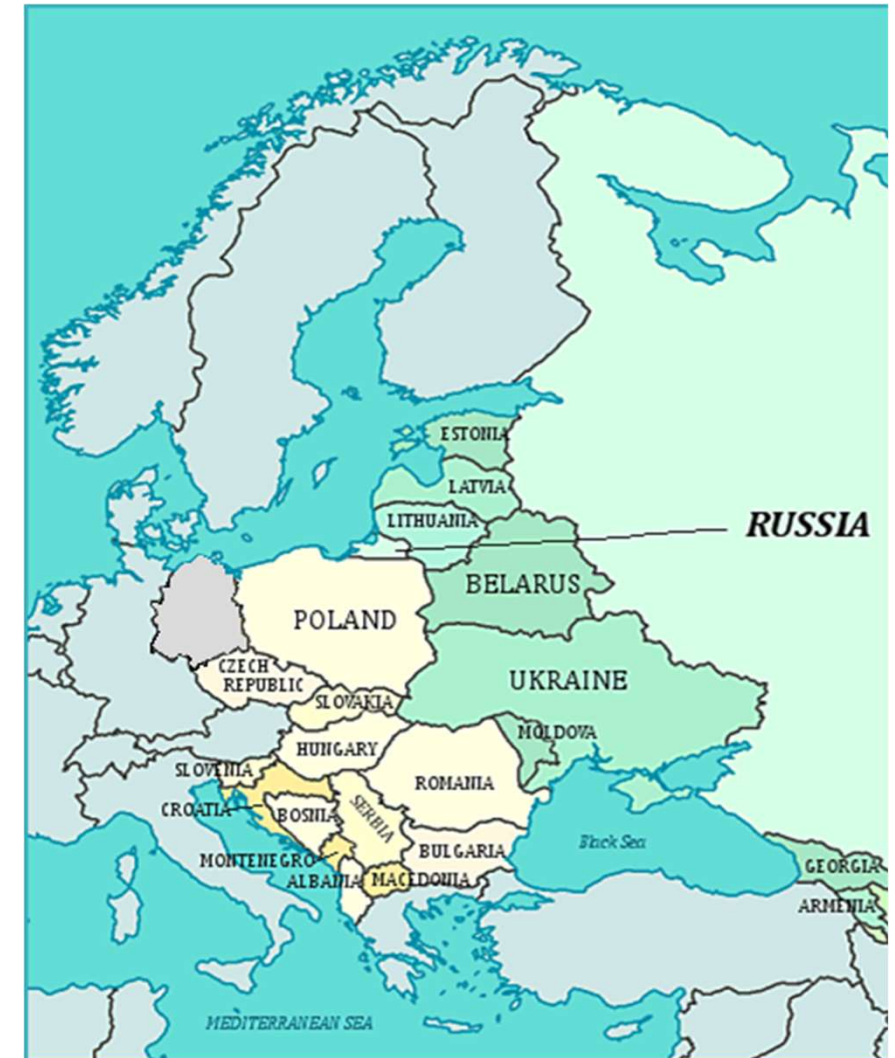 ESTONIA
LATVIA
LITHUANIA
RUSSIA
BELARUS
POLAND
CZECH
REPUBLIC
UKRAINE
SLOVAKIA
MOLDOVA
HUNGARY
SLOVENIA
ROMANIA
CROATIA
BOSNIA
SERBIA
Black Sea
BULGARIA
MONTENEGRO
GEORGIA
ALBANIA
MACEDONIA
ARMENIA
MEDITERRANEAN SEA